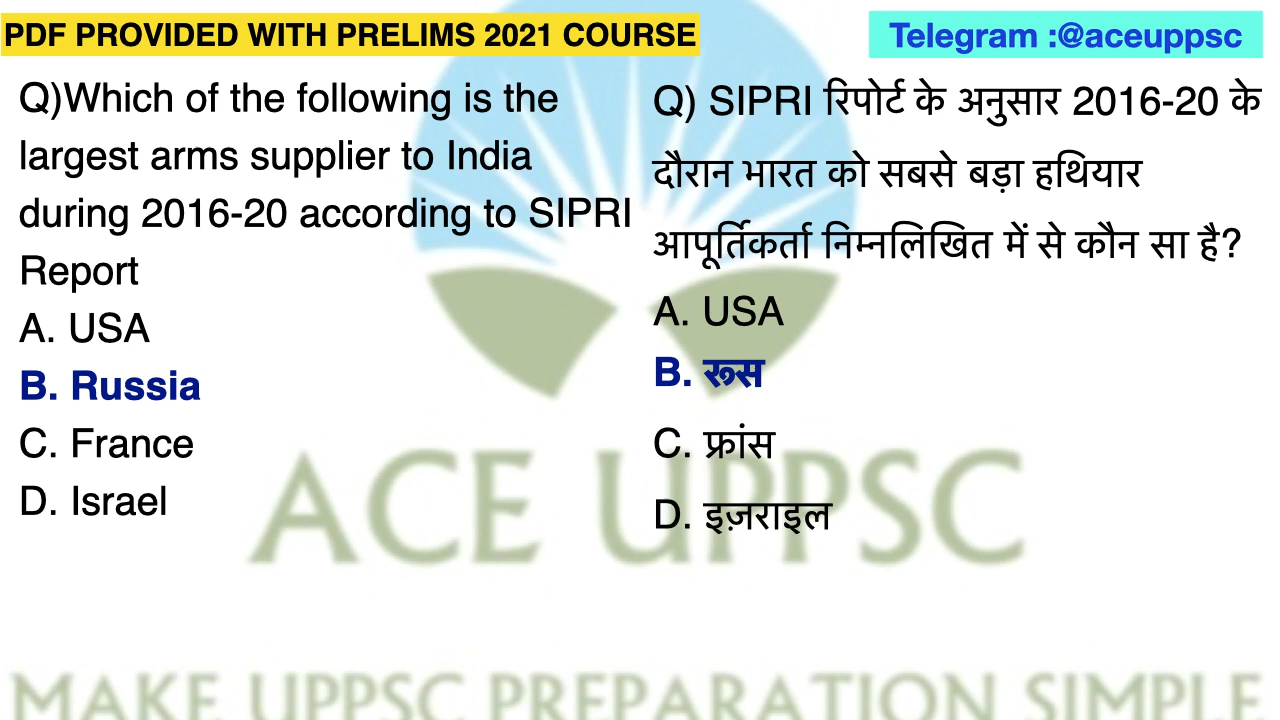 PDF PROVIDED WITH PRELIMS 2021 COURSE
Telegram :@aceuppsc
Q)Which of the following is the
largest arms supplier to India
during 2016-20 according to SIPRI
Report
A. USA
B. Russia
C. France
D. Israel
Q) SIPRI रिपोर्ट के अनुसार 2016-20 के
दौरान भारत को सबसे बड़ा हथियार
आपूर्तिकर्ता निम्नलिखित में से कौन सा है?
A. USA
B. रूस
C. फ्रांस
D. इज़राइल
ACE UPPSC
MAKE UPPSC PREPARATION SIMPLE